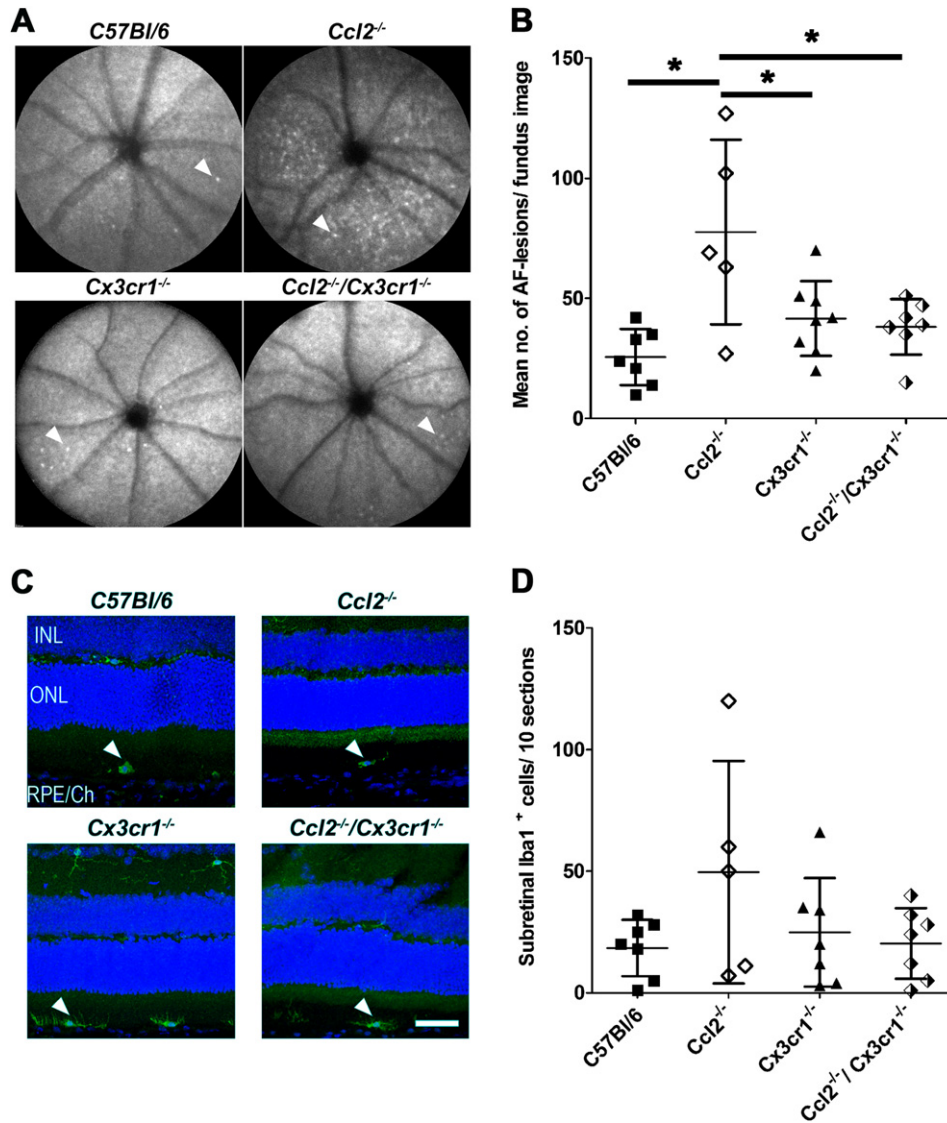 A
C57Bl/6
Ccl2-/-
Cx3cr1-/-
Ccl2-/-/Cx3cr1-/-
B
Mean no. of AF-lesions/ fundus image
150
100
50
0
*
*
*
C57Bl/6
Ccl2-/-
Cx3cr1-/-
Ccl2-/-/Cx3cr1-/-
C
C57Bl/6
Ccl2-/-
INL
ONL
RPE/Ch
Cx3cr1-/-
Ccl2-/-/Cx3cr1-/-
D
Subretinal Iba1 + cells/ 10 sections
150
100
50
0
C57Bl/6
Ccl2-/-
Cx3cr1-/-
Ccl2-/-/ Cx3cr1-/-